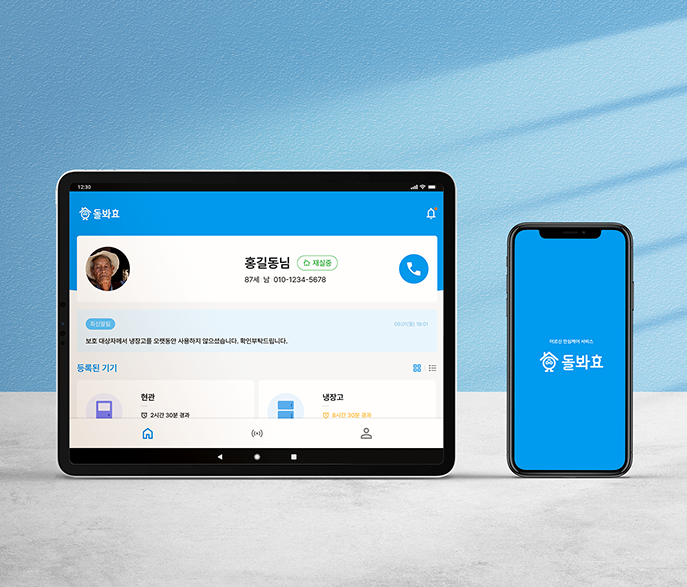 12:30
돌봐효
홍길동님
재실중
87세 남 010-1234-5678
최신알림
09.01(월) 18:01
보호 대상자께서 냉장고를 오랫동안 사용하지 않으셨습니다. 확인부탁드립니다.
등록된 기기
현관
2시간 30분 경과
냉장고
8시간 30분 경과
어르신 안심케어 서비스
돌봐효